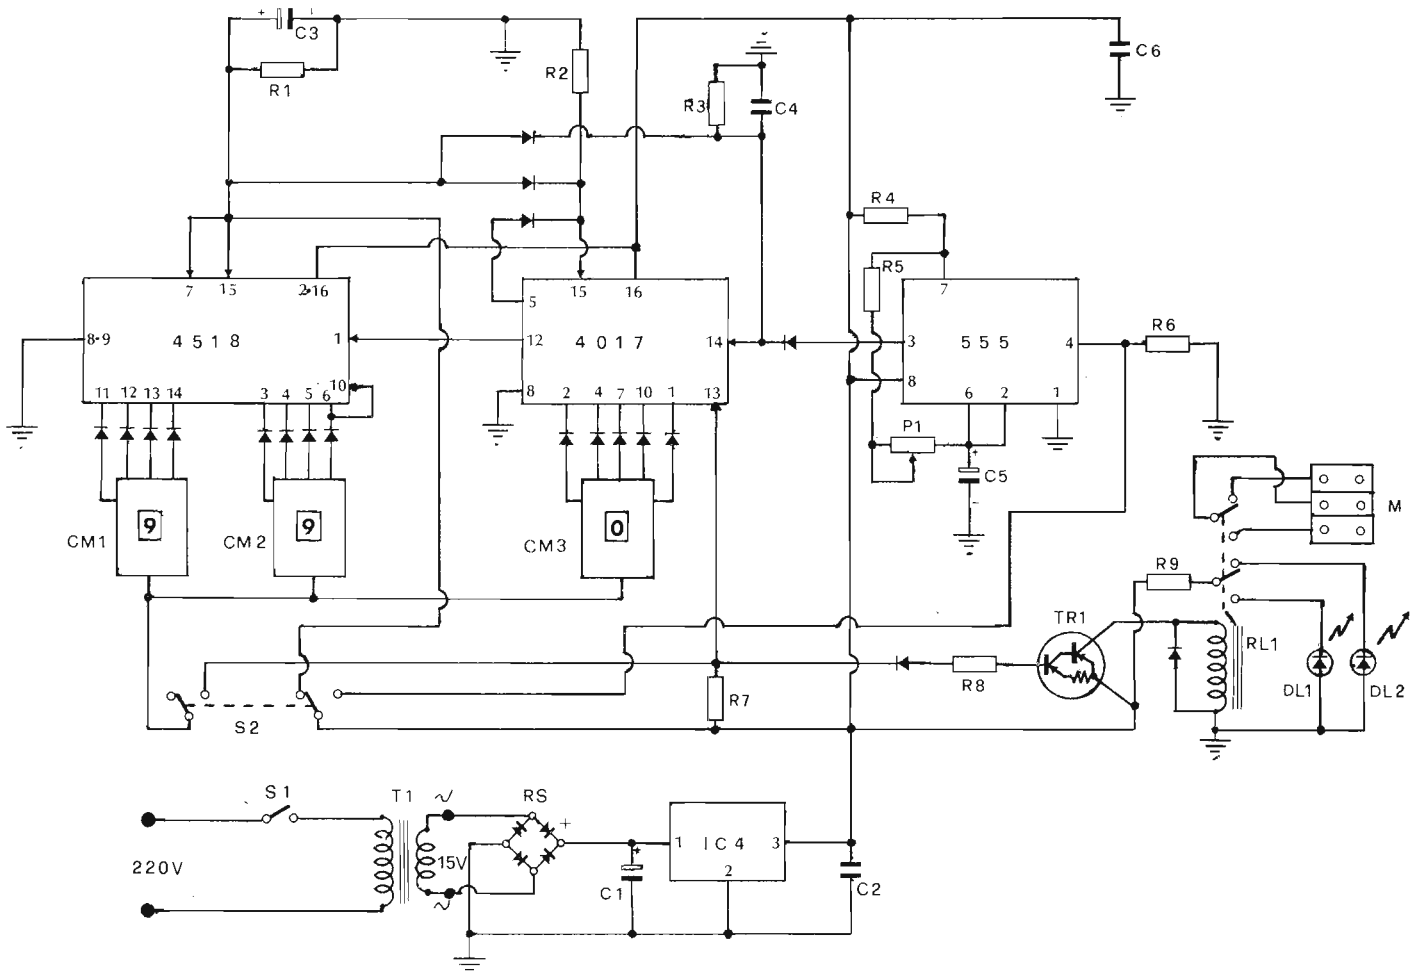 + C3
R1
R2
R3
C4
C6
R4
R5
7 15 2•16
4518
8•9
1
10
11 12 13 14
3 4 5 6
15 16
5
4017
12
14
8
2 4 7 10 1
13
7
555
3
4
8
6 2 1
R6
P1
+
C5
-
CM1
9
CM2
9
CM3
0
M
R9
TR1
RL1
DL1
DL2
R8
R7
S2
S1
220V
T1
~
15V
~
RS
+
+
C1
1 IC4 3
2
C2